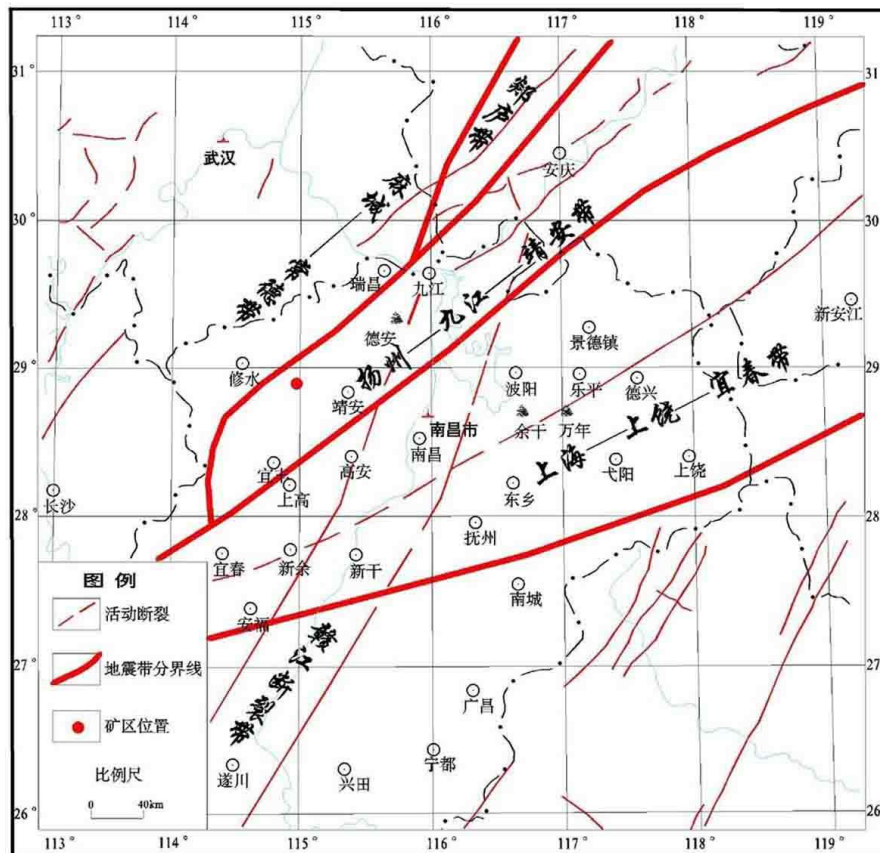 113° 114° 115° 116° 117° 118° 119°
31°
31°
郯庐带
武汉
安庆
30°
30°
常德——麻城带
瑞昌
九江
扬州——九江——靖安带
新安江
德安
景德镇
29°
29°
修水
靖安
波阳
乐平
德兴
上海——上饶——宜春带
南昌市
余干
万年
南昌
宜丰
高安
上高
东乡
弋阳
上饶
长沙
28°
28°
抚州
宜春
新余
新干
南城
安福
27°
27°
赣江断裂带
广昌
宁都
遂川
兴田
26°
26°
图 例
活动断裂
地震带分界线
矿区位置
比例尺
0 40km
113° 114° 115° 116° 117° 118° 119°